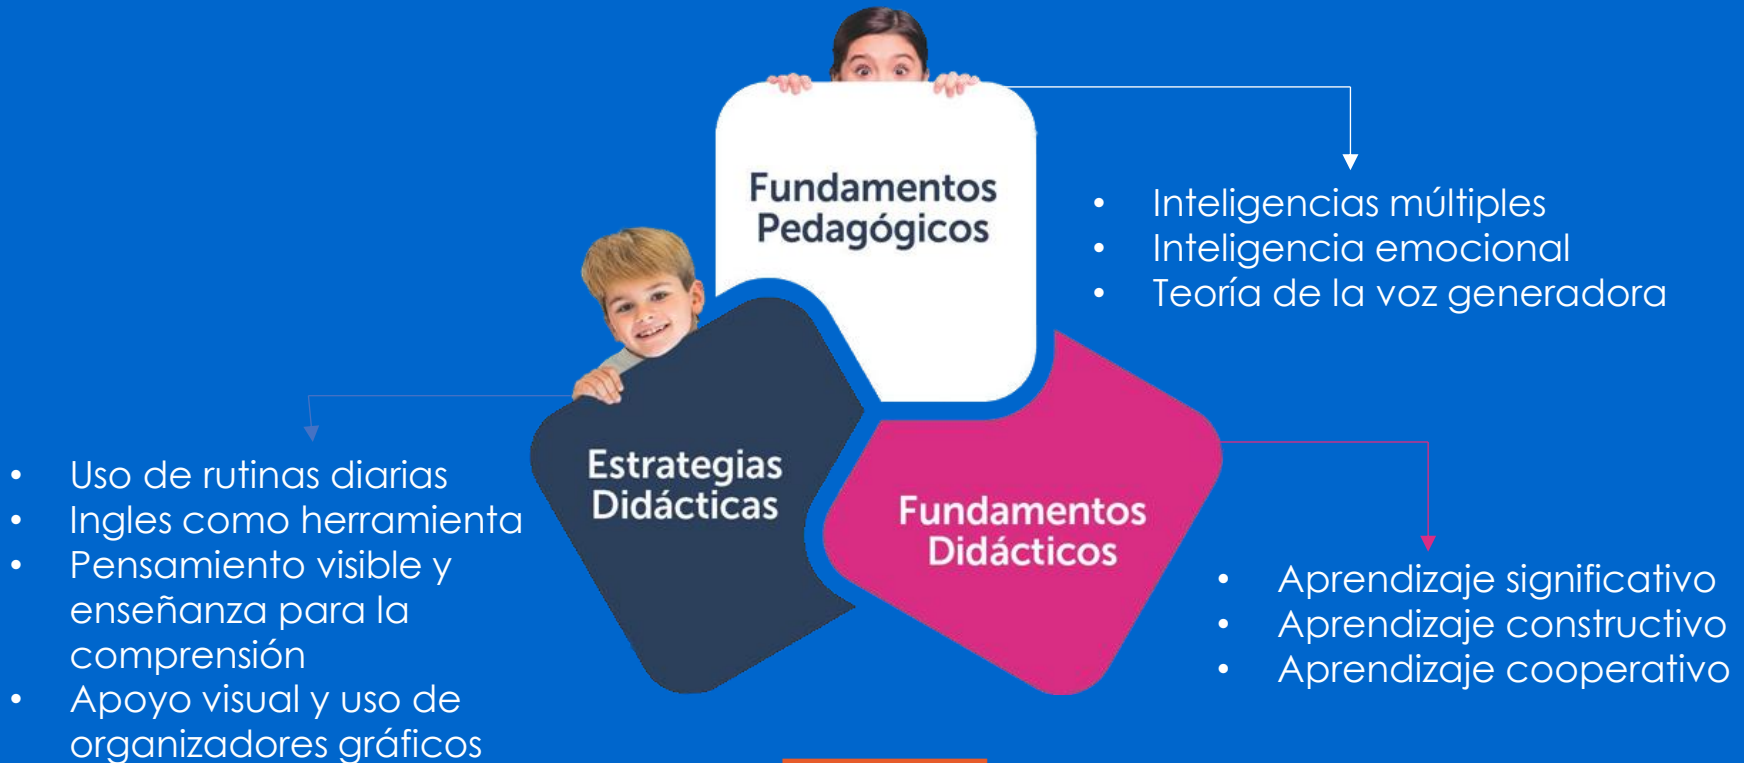 Fundamentos
Pedagógicos
• Inteligencias múltiples
• Inteligencia emocional
• Teoría de la voz generadora
Estrategias
Didácticas
• Uso de rutinas diarias
• Ingles como herramienta
• Pensamiento visible y
enseñanza para la
comprensión
• Apoyo visual y uso de
organizadores gráficos
Fundamentos
Didácticos
• Aprendizaje significativo
• Aprendizaje constructivo
• Aprendizaje cooperativo